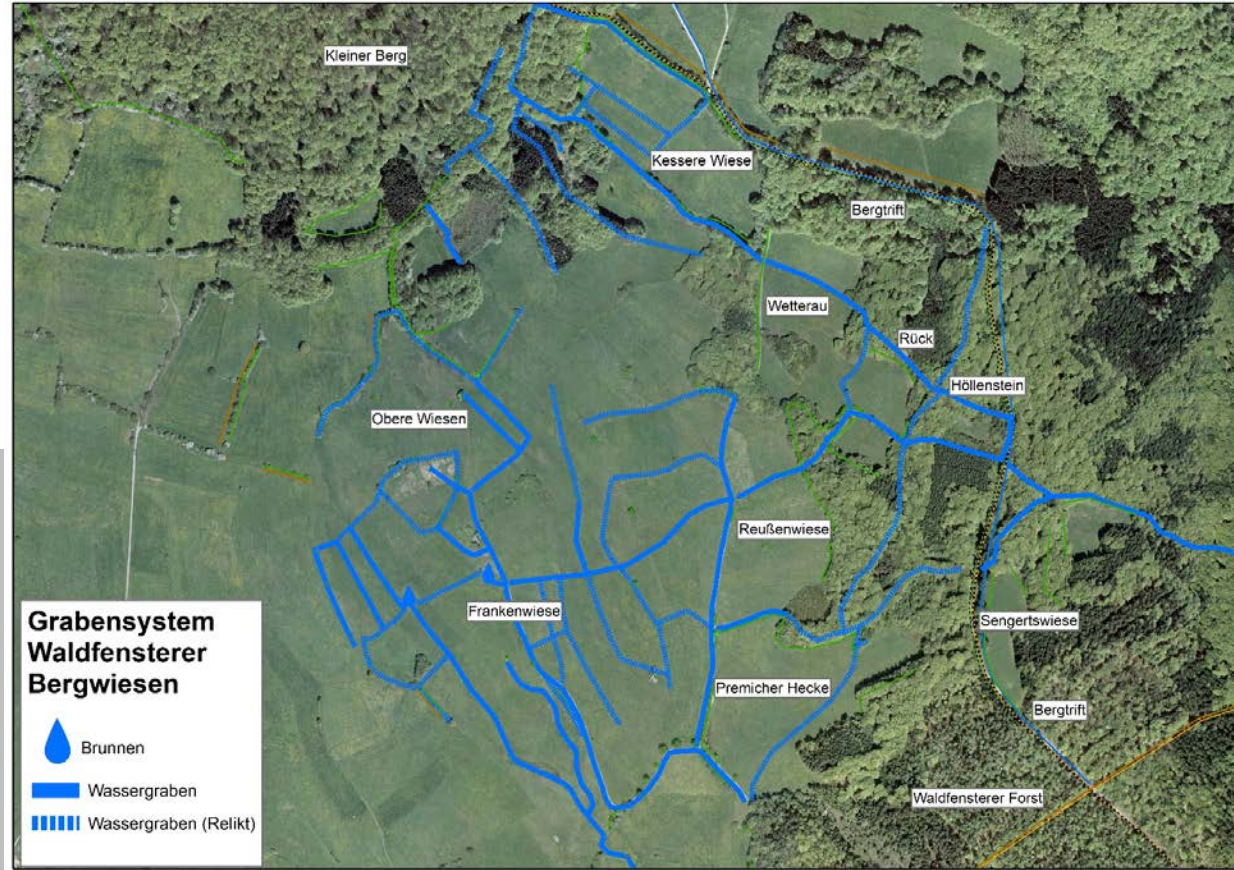 Kleiner Berg
Kessere Wiese
Bergtrift
Wetterau
Rück
Höllenstein
Obere Wiesen
Reußenwiese
Frankenwiese
Sengertswiese
Premicher Hecke
Bergtrift
Waldfensterer Forst
Grabensystem
Waldfensterer
Bergwiesen
Brunnen
Wassergraben
Wassergraben (Relikt)